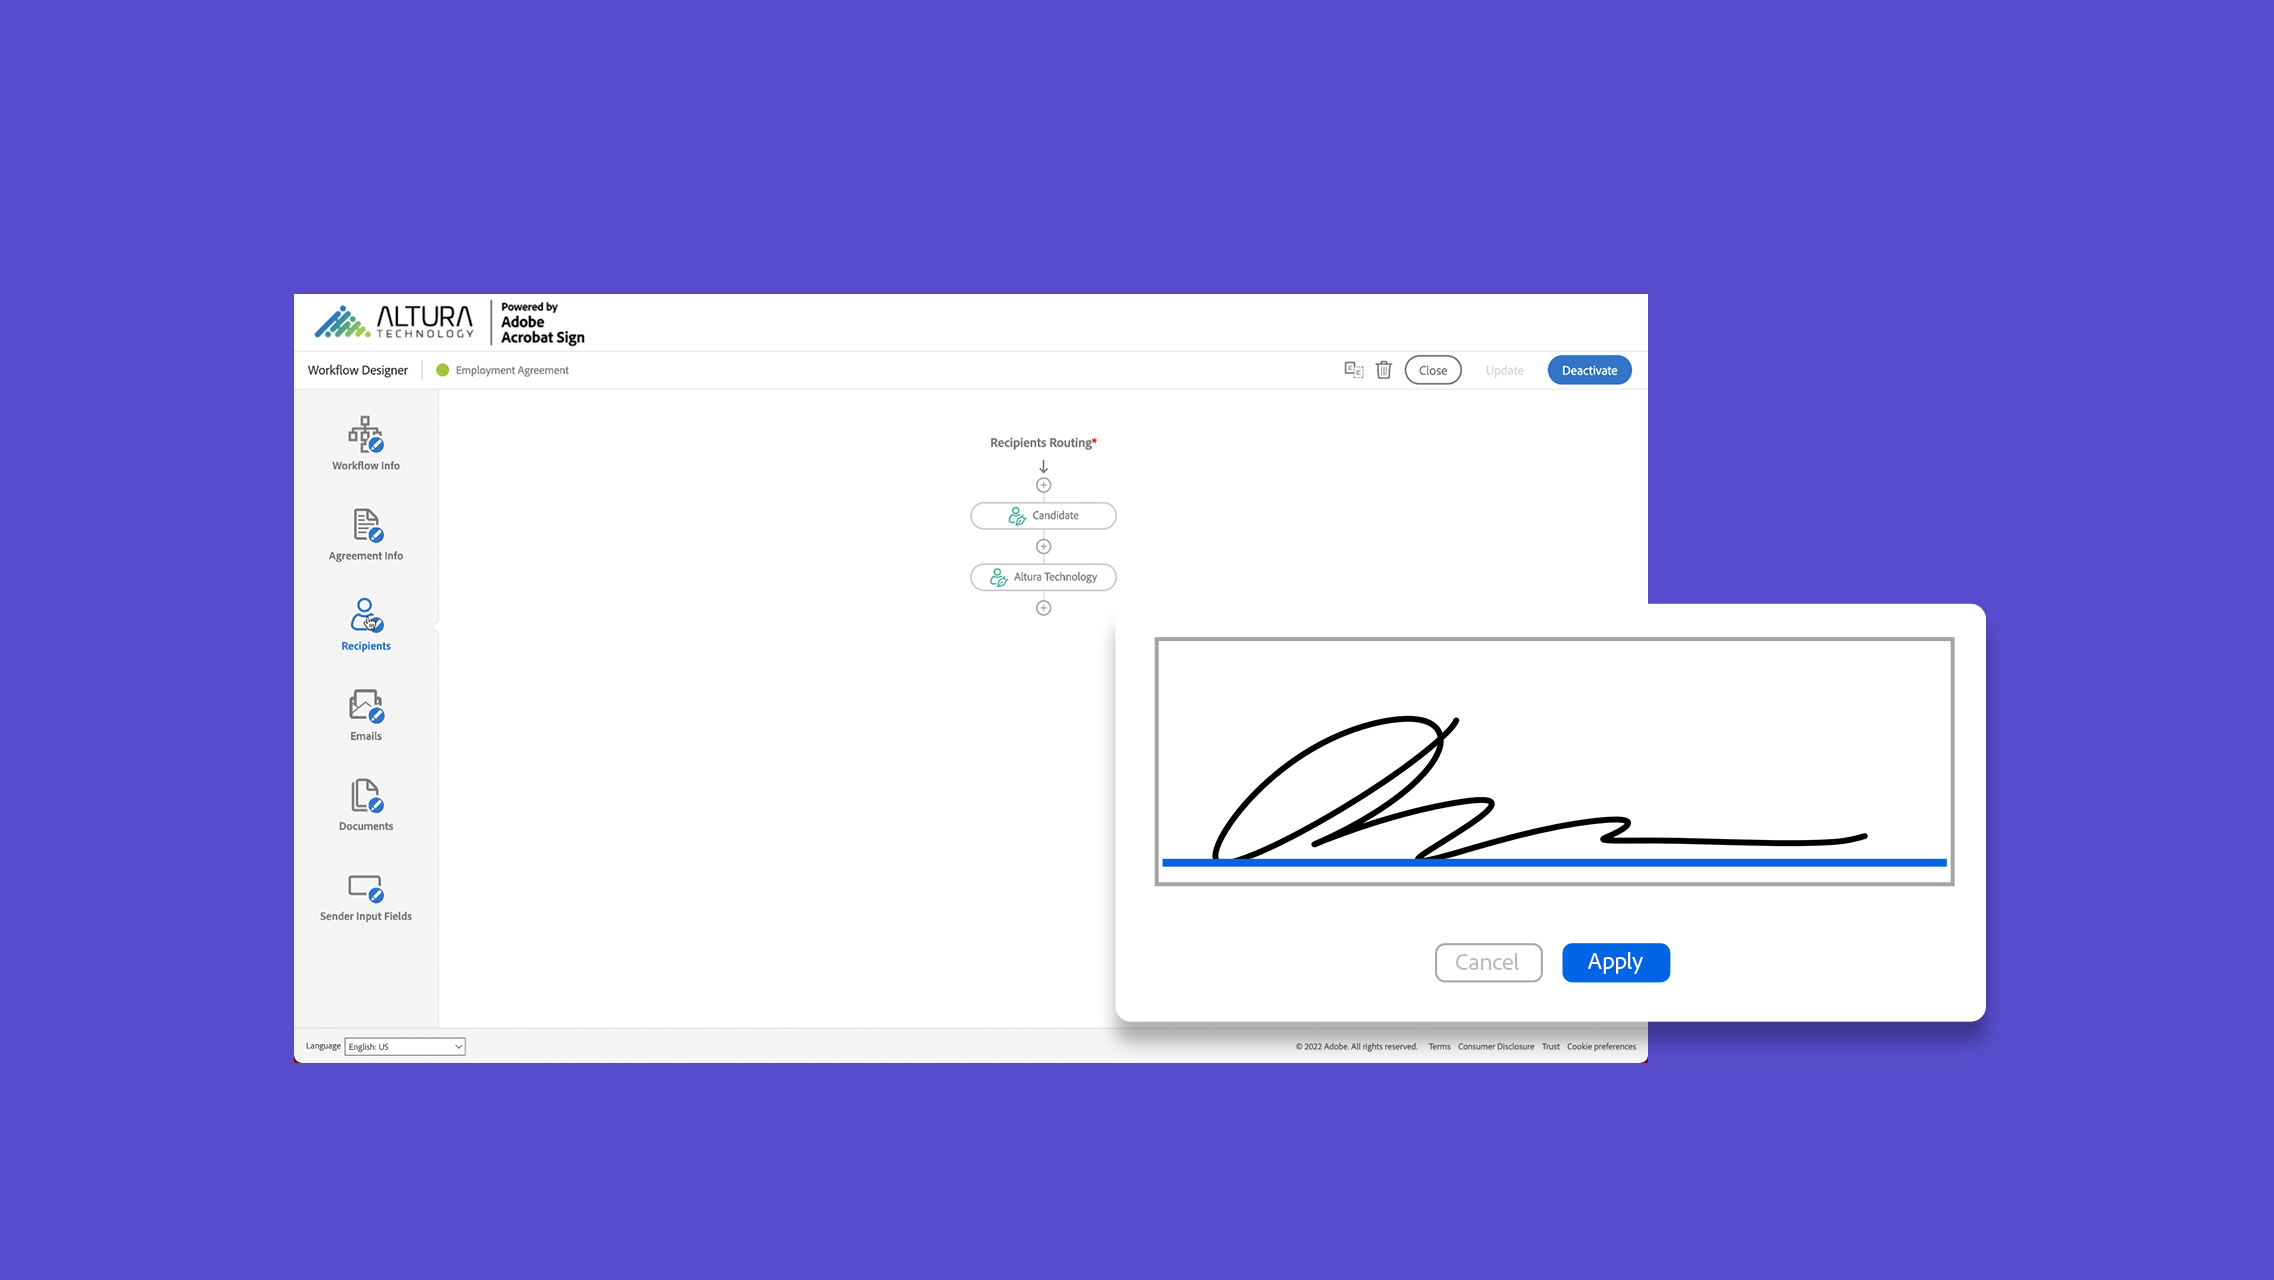 ALTURA
TECHNOLOGY
Powered by
Adobe
Acrobat Sign
Workflow Designer
Employment Agreement
Close
Update
Deactivate
Workflow Info
Agreement Info
Recipients
Emails
Documents
Sender Input Fields
Recipients Routing*
Candidate
Altura Technology
Cancel
Apply
Language
English: US
© 2022 Adobe. All rights reserved.
Terms
Consumer Disclosure
Trust
Cookie preferences